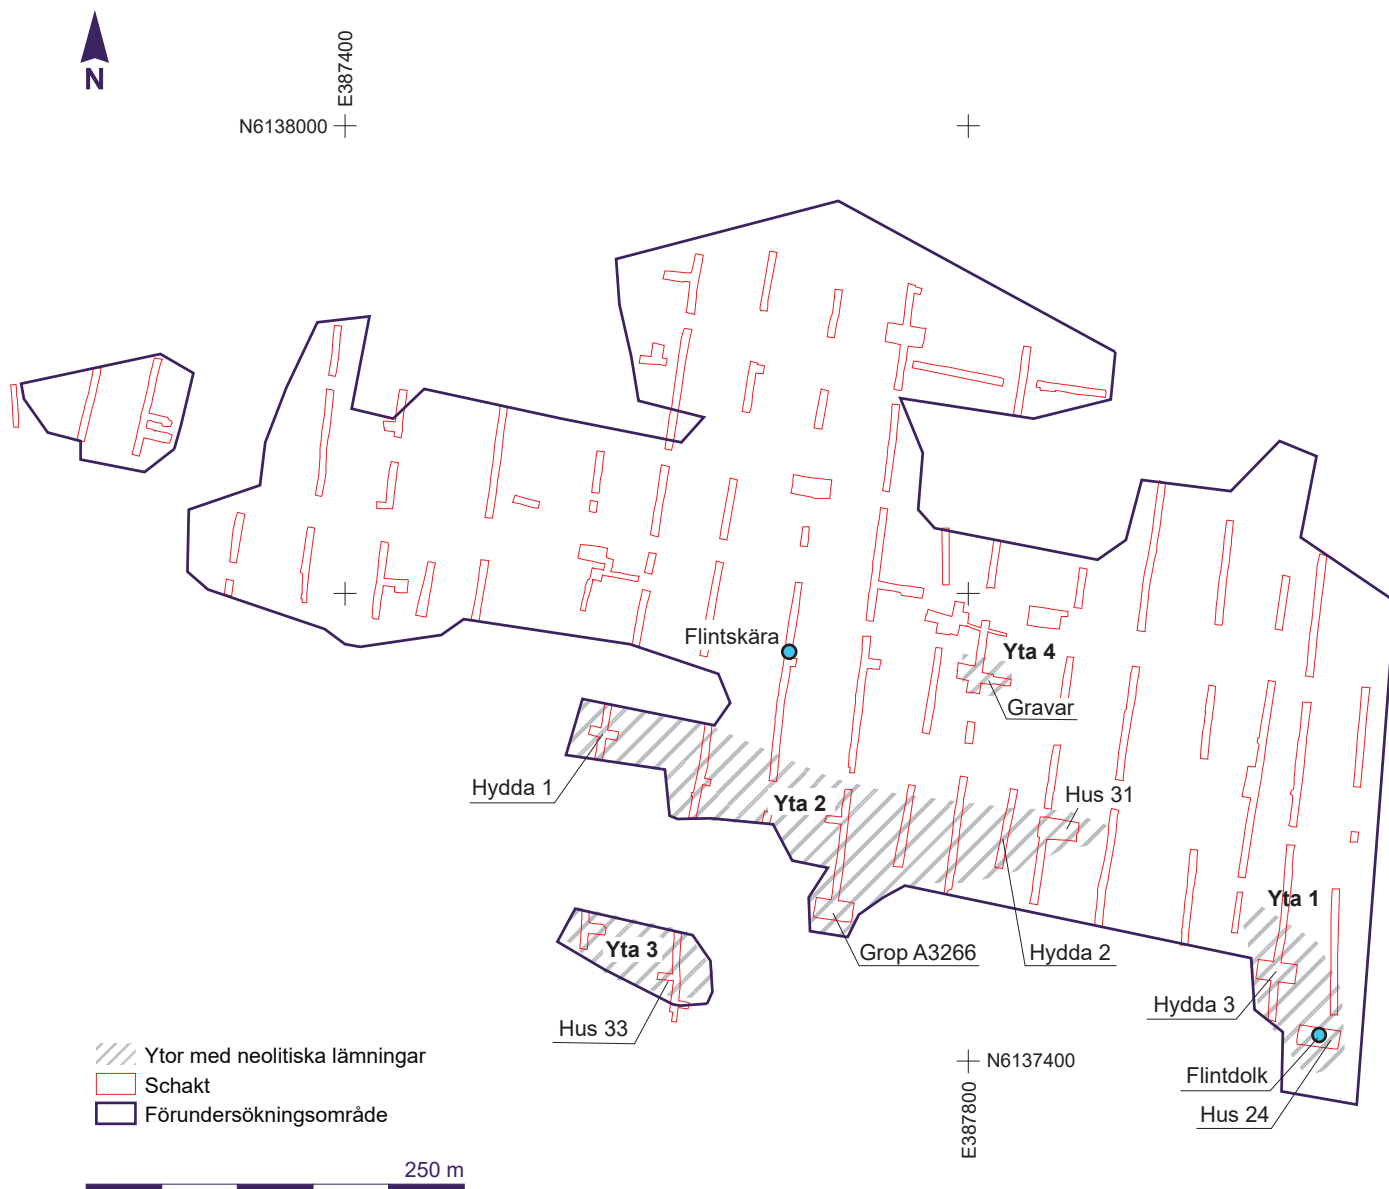 N
E387400
N6138000
Flintskära
Yta 4
Gravar
Hydda 1
Yta 2
Hus 31
Yta 1
Yta 3
Grop A3266
Hydda 2
Hydda 3
Hus 33
Ytor med neolitiska lämningar
Schakt
Förundersökningsområde
N6137400
E387800
Flintdolk
Hus 24
250 m